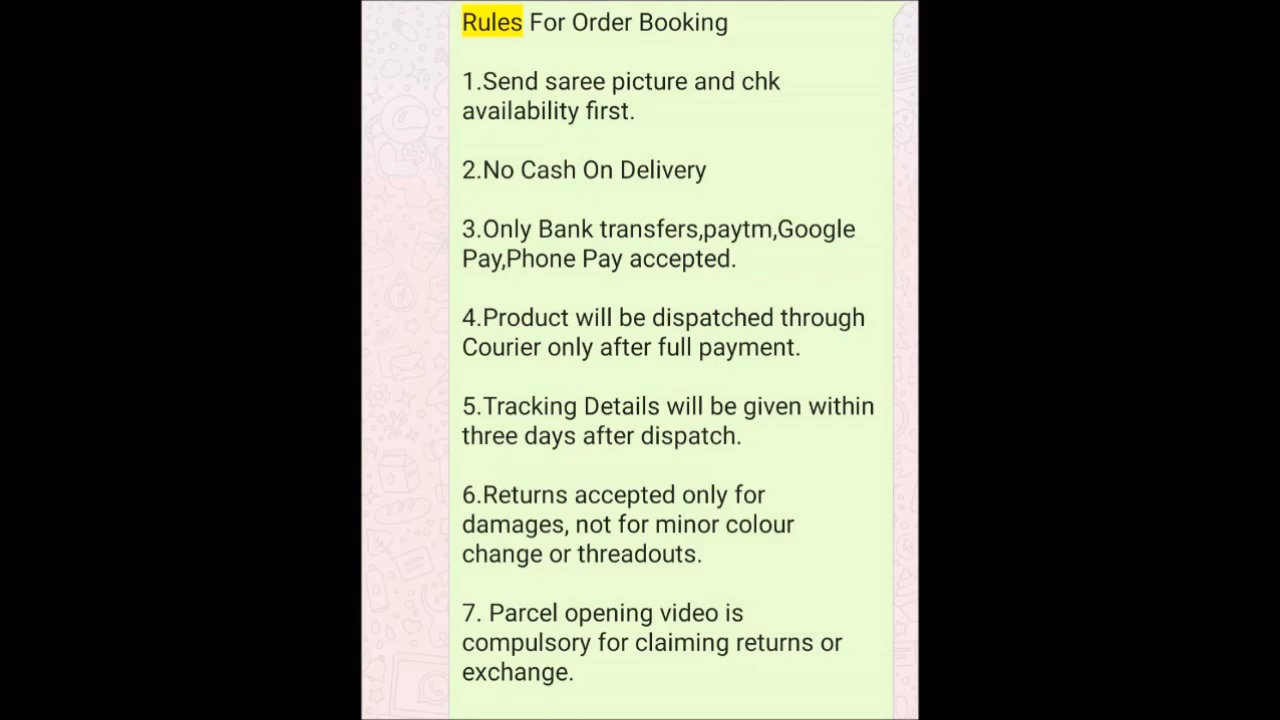 Rules For Order Booking
1.Send saree picture and chk
availability first.
2.No Cash On Delivery
3.Only Bank transfers,paytm,Google
Pay,Phone Pay accepted.
4.Product will be dispatched through
Courier only after full payment.
5.Tracking Details will be given within
three days after dispatch.
6.Returns accepted only for
damages, not for minor colour
change or threadouts.
7. Parcel opening video is
compulsory for claiming returns or
exchange.